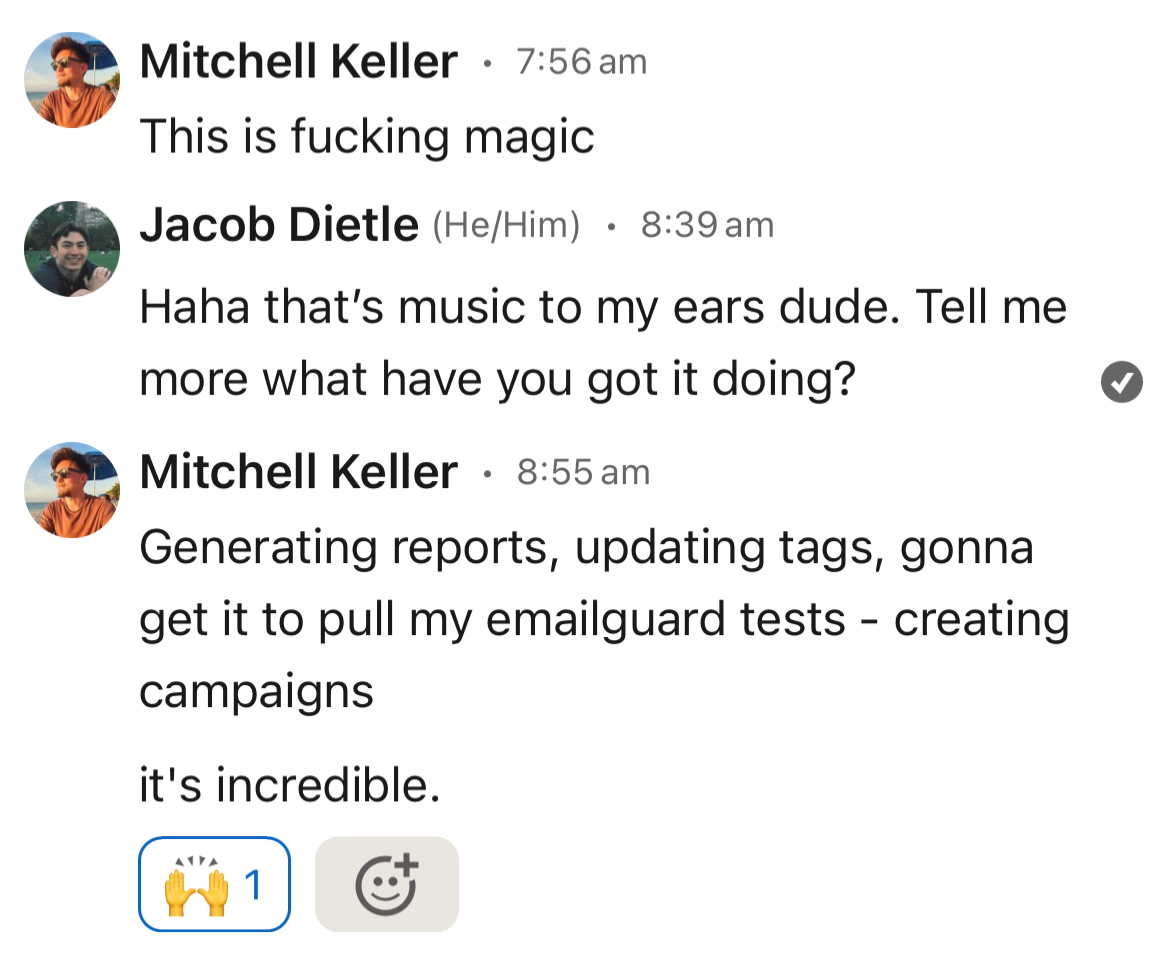 Mitchell Keller • 7:56 am
This is fucking magic
Jacob Dietle (He/Him) • 8:39 am
Haha that’s music to my ears dude. Tell me
more what have you got it doing?
Mitchell Keller • 8:55 am
Generating reports, updating tags, gonna
get it to pull my emailguard tests - creating
campaigns
it's incredible.
🙌 1